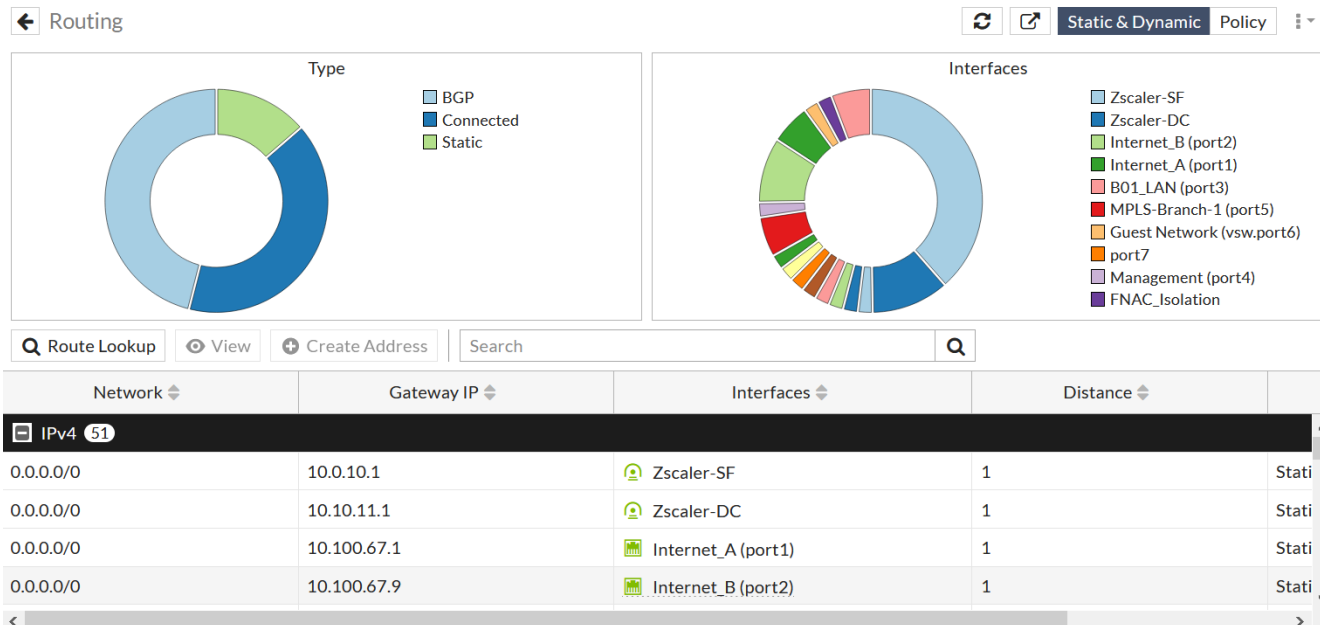 Routing
Static & Dynamic Policy
Type
BGP
Connected
Static
Interfaces
Zscaler-SF
Zscaler-DC
Internet_B (port2)
Internet_A (port1)
B01_LAN (port3)
MPLS-Branch-1 (port5)
Guest Network (vsw.port6)
port7
Management (port4)
FNAC_Isolation
Route Lookup View Create Address Search
Network Gateway IP Interfaces Distance
IPv4 51
0.0.0.0/0 10.0.10.1 Zscaler-SF 1 Stati
0.0.0.0/0 10.10.11.1 Zscaler-DC 1 Stati
0.0.0.0/0 10.100.67.1 Internet_A (port1) 1 Stati
0.0.0.0/0 10.100.67.9 Internet_B (port2) 1 Stati